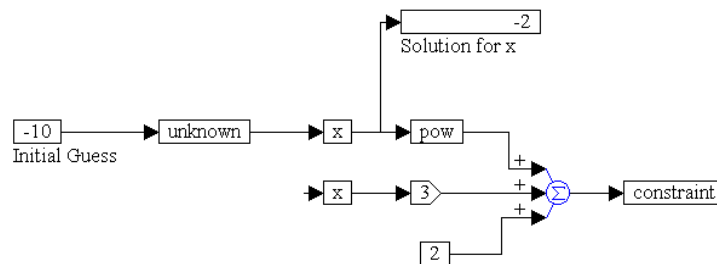 -2
Solution for x
-10
unknown
x
pow
Initial Guess
+
x
3
+
Σ
constraint
+
2